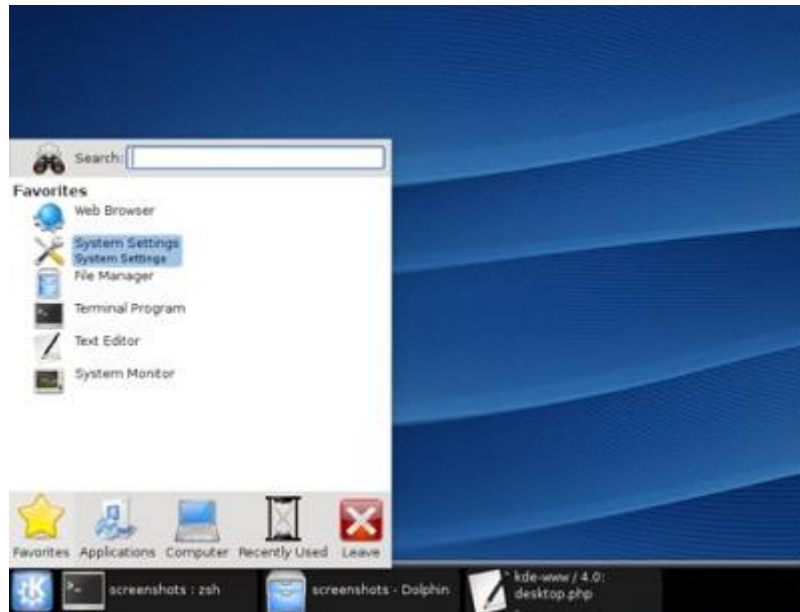 Search:
Favorites
Web Browser
System Settings
System Settings
File Manager
Terminal Program
Text Editor
System Monitor
Favorites Applications Computer Recently Used Leave
screenshots : zsh
screenshots - Dolphin
kde-www / 4.0:
desktop.php